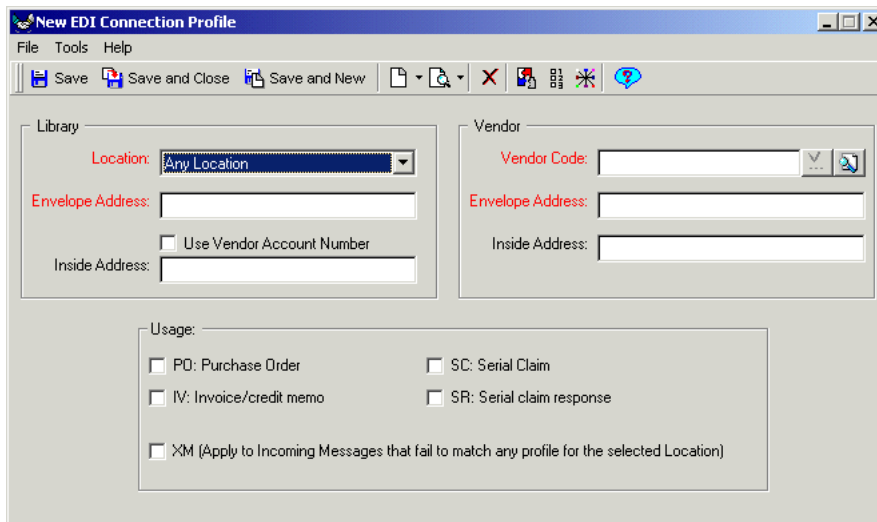 New EDI Connection Profile
File Tools Help
Save Save and Close Save and New
Library
Location: Any Location
Envelope Address:
Use Vendor Account Number
Inside Address:
Vendor
Vendor Code:
Envelope Address:
Inside Address:
Usage:
PO: Purchase Order SC: Serial Claim
IV: Invoice/credit memo SR: Serial claim response
XM (Apply to Incoming Messages that fail to match any profile for the selected Location)